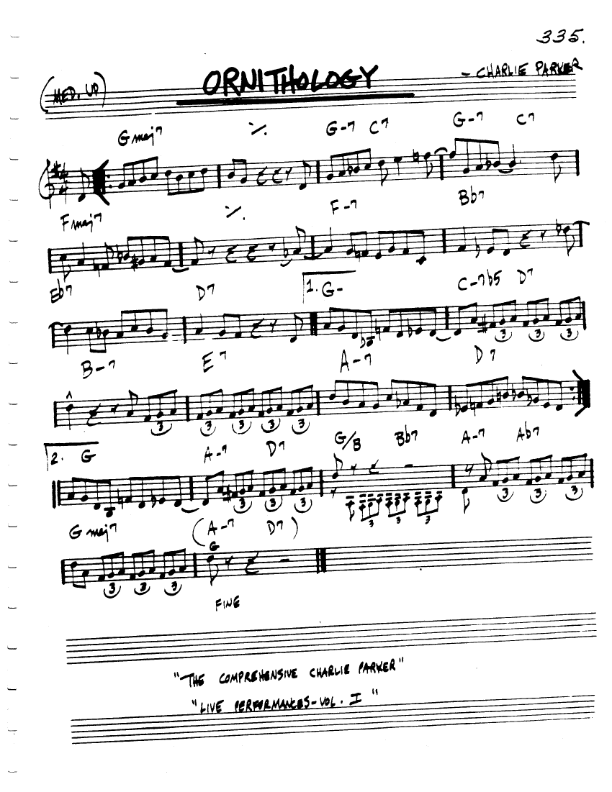 335.
(MED. UP) ORNITHOLOGY - CHARLIE PARKER
Gmaj7 ٪ G-7 C7 G-7 C7
Fmaj7 ٪ F-7 Bb7
Eb7 D7 1. G- C-7b5 D7
3 3 3
B-7 E7 A-7 D7
3 3 3 3
2. G A-7 D7 G/B Bb7 A-7 Ab7
3 3 3 3 3 3 3 3
Gmaj7 (A-7 D7)
G
3 3 3
FINE
"THE COMPREHENSIVE CHARLIE PARKER"
"LIVE PERFORMANCES-VOL. I"